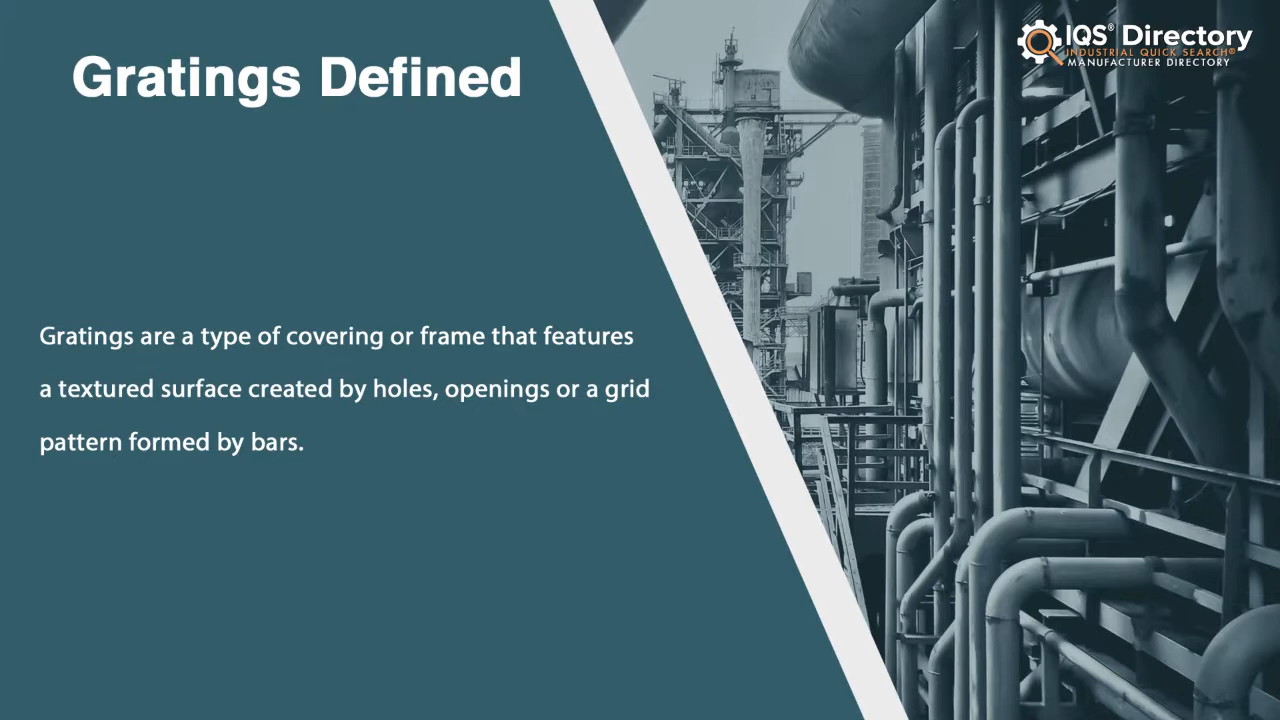 Gratings Defined
IQS® Directory
INDUSTRIAL QUICK SEARCH®
MANUFACTURER DIRECTORY
Gratings are a type of covering or frame that features
a textured surface created by holes, openings or a grid
pattern formed by bars.